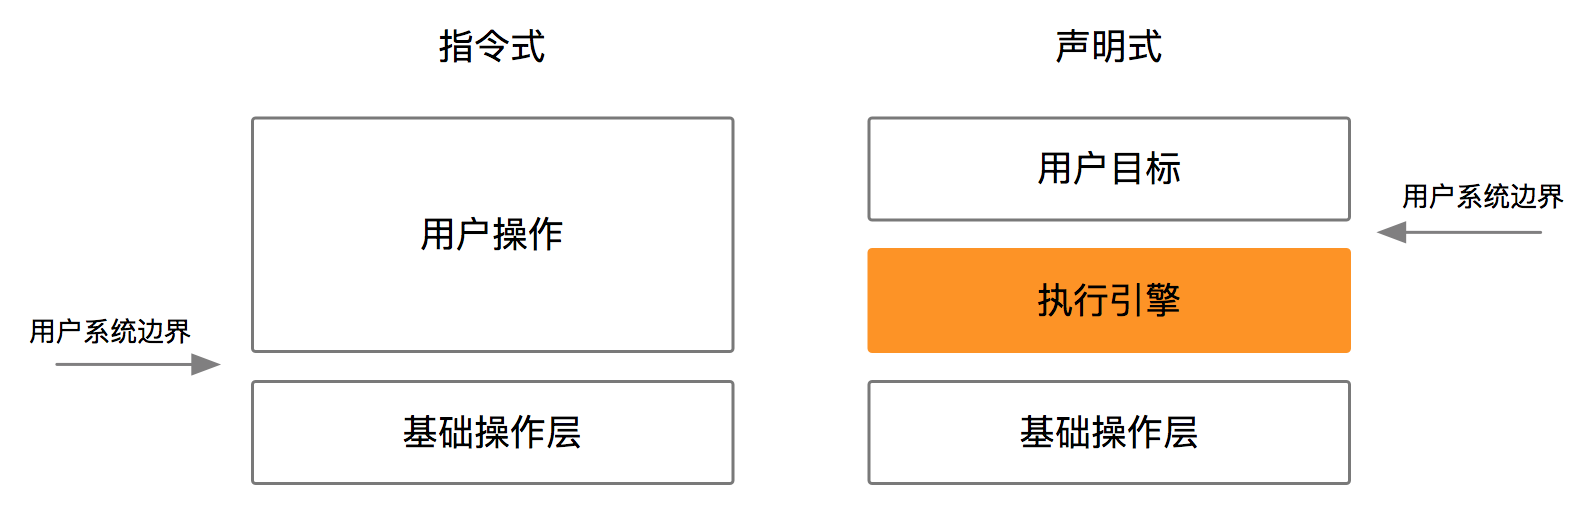 指令式
声明式
用户操作
用户系统边界
基础操作层
用户目标
用户系统边界
执行引擎
基础操作层